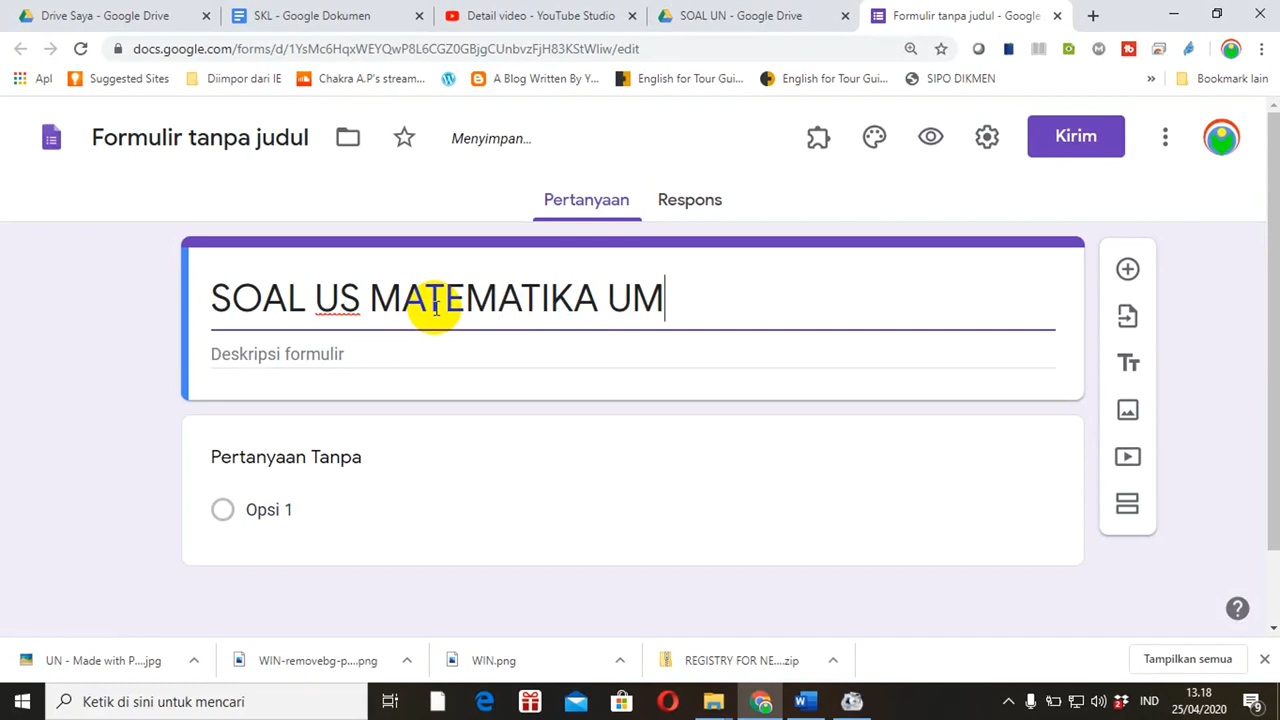 Drive Saya - Google Drive
SKL - Google Dokumen
Detail video - YouTube Studio
SOAL UN - Google Drive
Formulir tanpa judul - Google
docs.google.com/forms/d/1YsMc6HqxWEYQwP8L6CGZ0GBjgCUnbvzFjH83KStWliw/edit
Apl
Suggested Sites
Diimpor dari IE
Chakra A.P's stream...
A Blog Written By Y...
English for Tour Gui...
English for Tour Gui...
SIPO DIKMEN
»
Bookmark lain
Formulir tanpa judul
Menyimpan...
Kirim
Pertanyaan
Respons
SOAL US MATEMATIKA UM
Deskripsi formulir
Pertanyaan Tanpa
Opsi 1
UN - Made with P....jpg
WIN-removebg-p....png
WIN.png
REGISTRY FOR NE....zip
Tampilkan semua
Ketik di sini untuk mencari
IND
13.18
25/04/2020